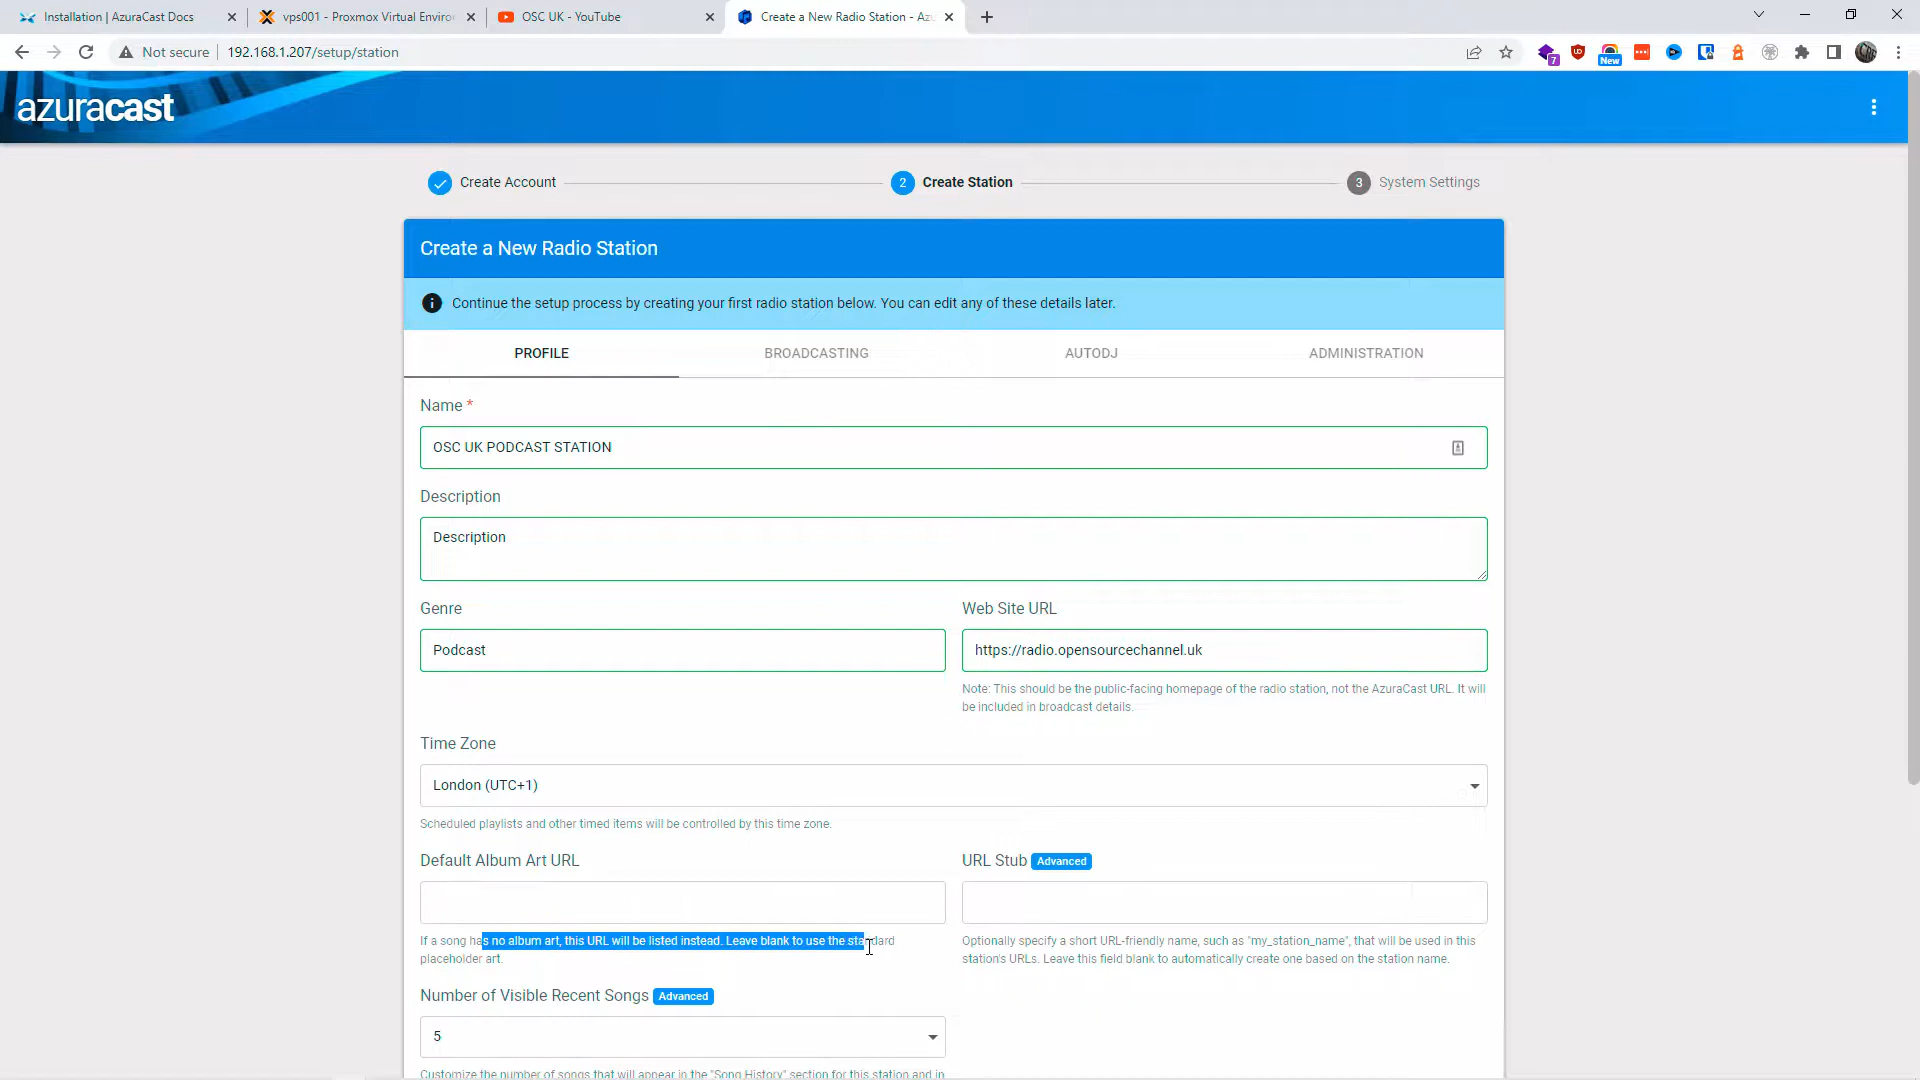 Installation | AzuraCast Docs
vps001 - Proxmox Virtual Enviro
OSC UK - YouTube
Create a New Radio Station - Az
Not secure
192.168.1.207/setup/station
7
New
azuracast
Create Account
2
Create Station
3
System Settings
Create a New Radio Station
Continue the setup process by creating your first radio station below. You can edit any of these details later.
PROFILE
BROADCASTING
AUTODJ
ADMINISTRATION
Name *
OSC UK PODCAST STATION
Description
Description
Genre
Web Site URL
Podcast
https://radio.opensourcechannel.uk
Note: This should be the public-facing homepage of the radio station, not the AzuraCast URL. It will
be included in broadcast details.
Time Zone
London (UTC+1)
Scheduled playlists and other timed items will be controlled by this time zone.
Default Album Art URL
URL Stub Advanced
If a song has no album art, this URL will be listed instead. Leave blank to use the standard
placeholder art.
Optionally specify a short URL-friendly name, such as "my_station_name", that will be used in this
station's URLs. Leave this field blank to automatically create one based on the station name.
Number of Visible Recent Songs Advanced
5
Customize the number of songs that will appear in the "Song History" section for this station and in